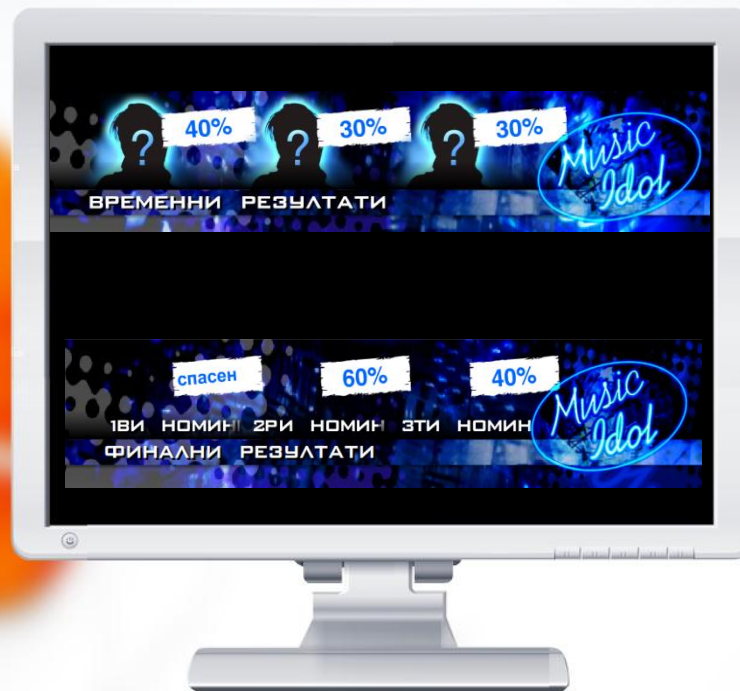 ? 40% ? 30% ? 30%
Music
Idol
ВРЕМЕННИ РЕЗУЛТАТИ
спасен 60% 40%
Music
Idol
1ВИ НОМИН 2РИ НОМИН 3ТИ НОМИН
ФИНАЛНИ РЕЗУЛТАТИ